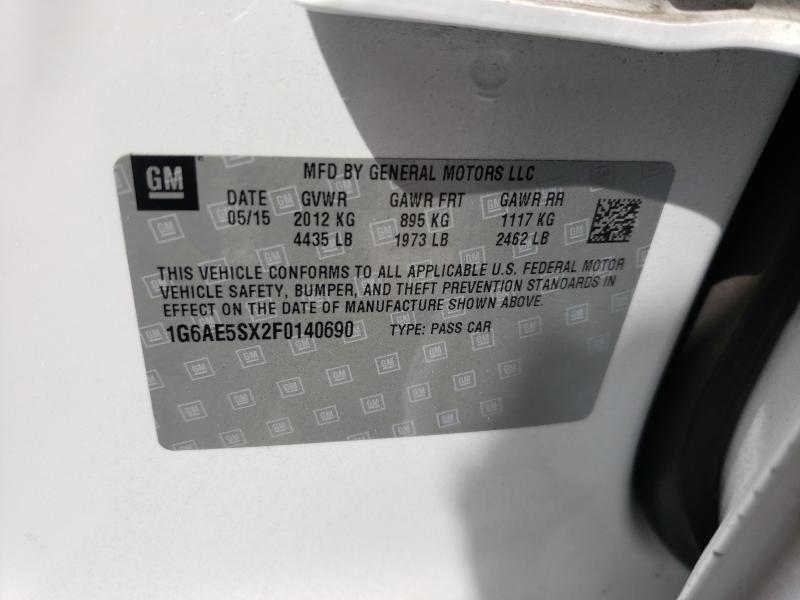 GM MFD BY GENERAL MOTORS LLC
DATE GVWR GAWR FRT GAWR RR
05/15 2012 KG 895 KG 1117 KG
4435 LB 1973 LB 2462 LB
THIS VEHICLE CONFORMS TO ALL APPLICABLE U.S. FEDERAL MOTOR
VEHICLE SAFETY, BUMPER, AND THEFT PREVENTION STANDARDS IN
EFFECT ON THE DATE OF MANUFACTURE SHOWN ABOVE.
1G6AE5SX2F0140690 TYPE: PASS CAR